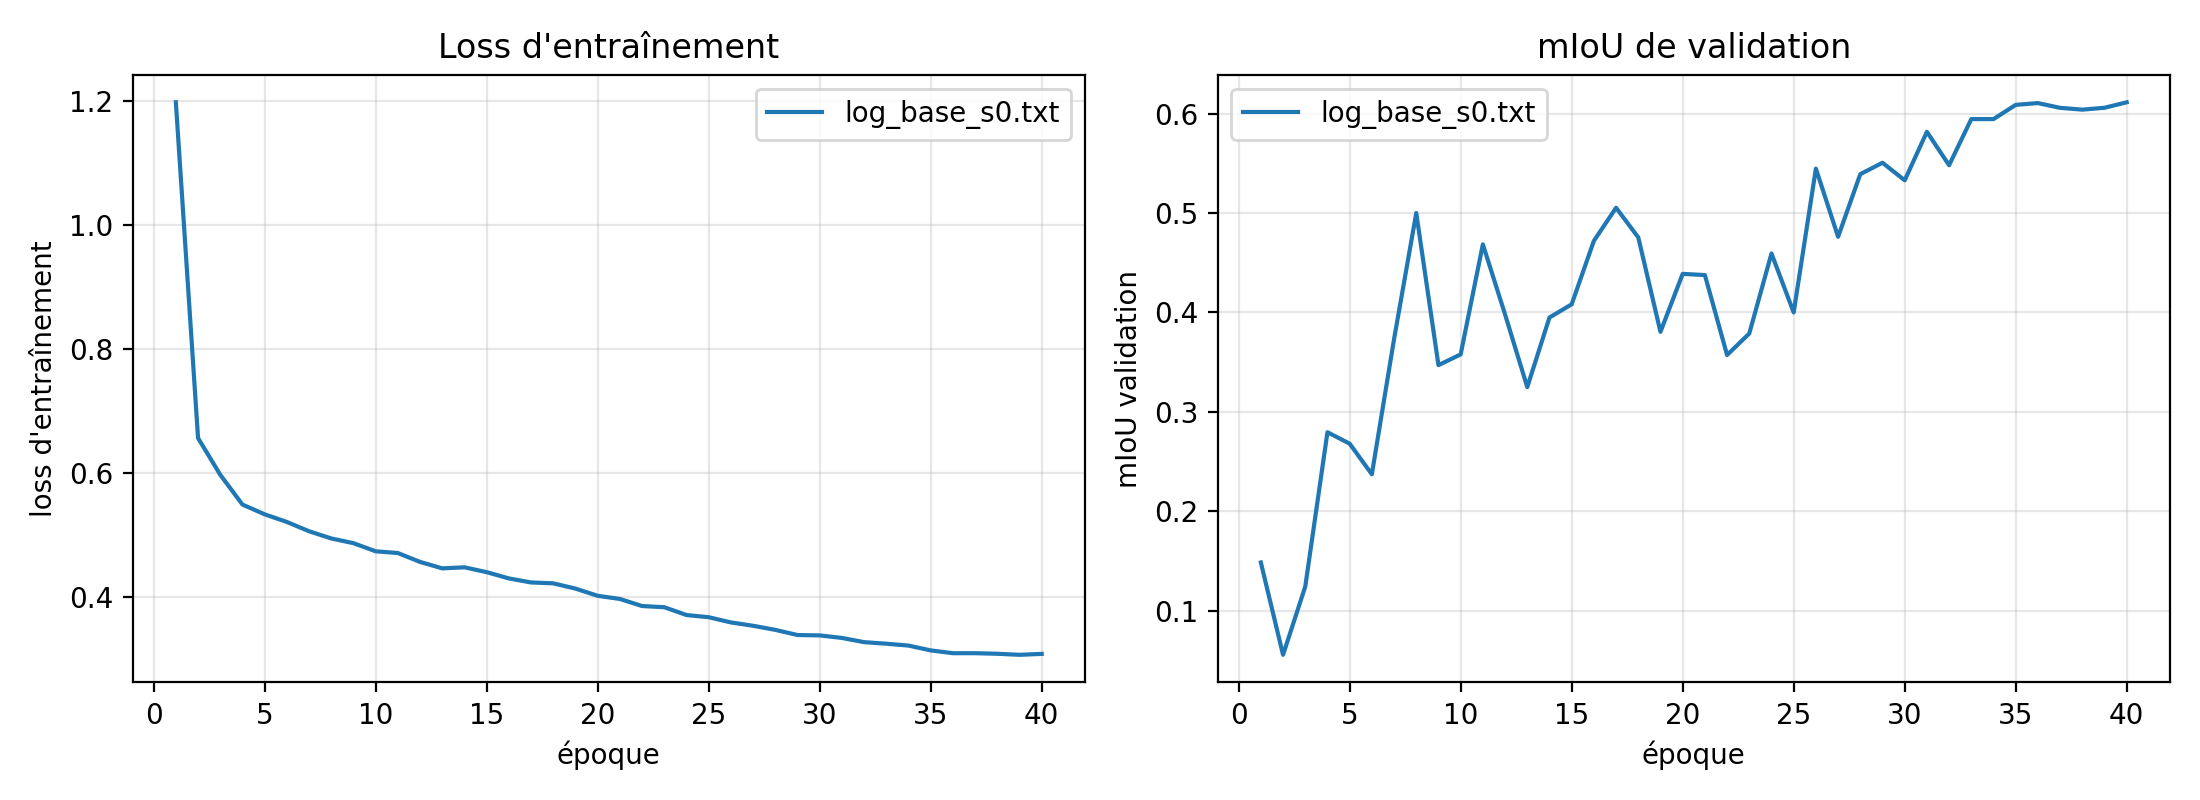 Loss d'entraînement
mIoU de validation
log_base_s0.txt
log_base_s0.txt
loss d'entraînement
mIoU validation
1.2
1.0
0.8
0.6
0.4
0.6
0.5
0.4
0.3
0.2
0.1
0 5 10 15 20 25 30 35 40
0 5 10 15 20 25 30 35 40
époque
époque